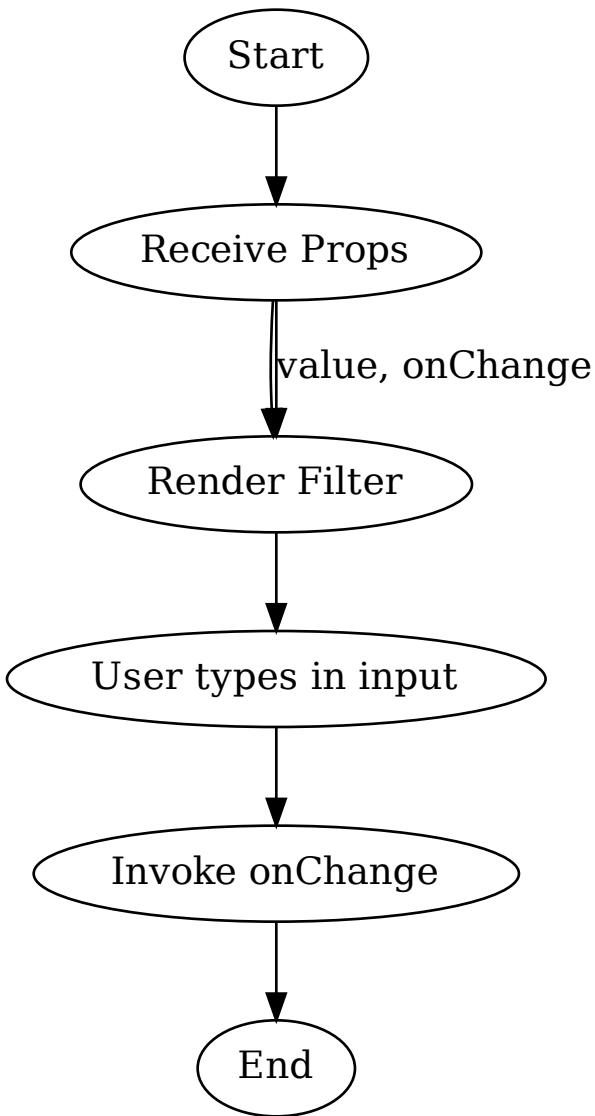 Start
Receive Props
value, onChange
Render Filter
User types in input
Invoke onChange
End